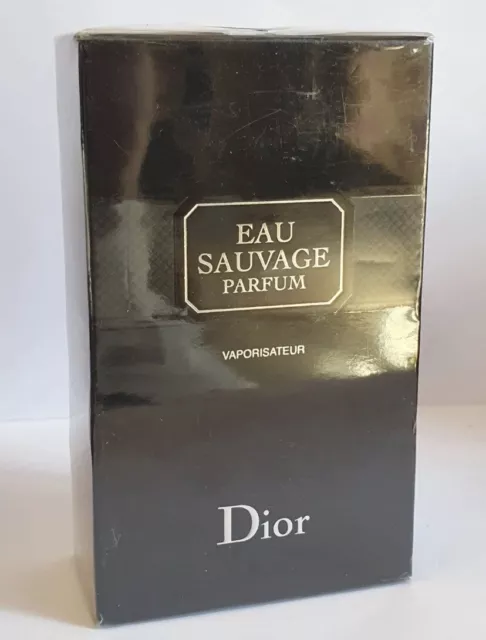 EAU
SAUVAGE
PARFUM
VAPORISATEUR
Dior